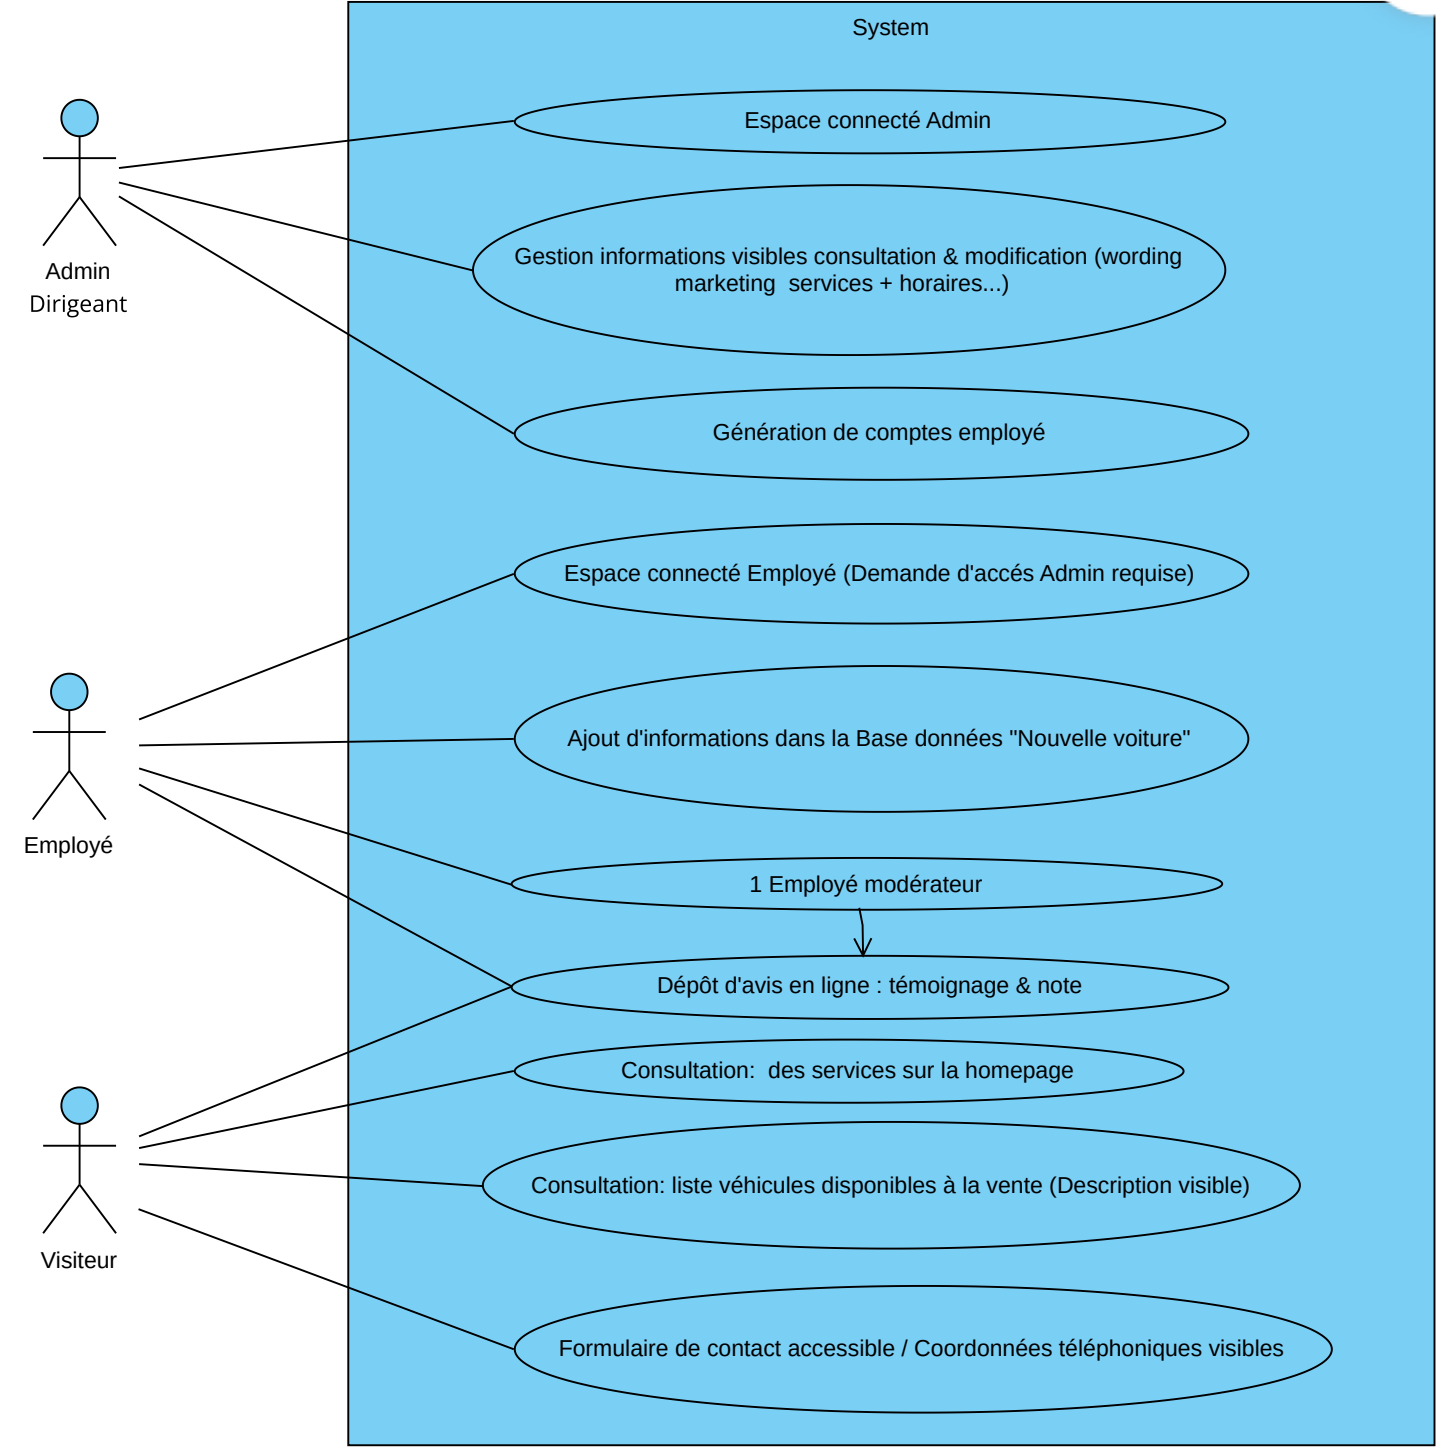 System
Espace connecté Admin
Admin
Dirigeant
Gestion informations visibles consultation & modification (wording
marketing  services + horaires...)
Génération de comptes employé
Espace connecté Employé (Demande d'accés Admin requise)
Employé
Ajout d'informations dans la Base données "Nouvelle voiture"
1 Employé modérateur
Dépôt d'avis en ligne : témoignage & note
Consultation:  des services sur la homepage
Visiteur
Consultation: liste véhicules disponibles à la vente (Description visible)
Formulaire de contact accessible / Coordonnées téléphoniques visibles